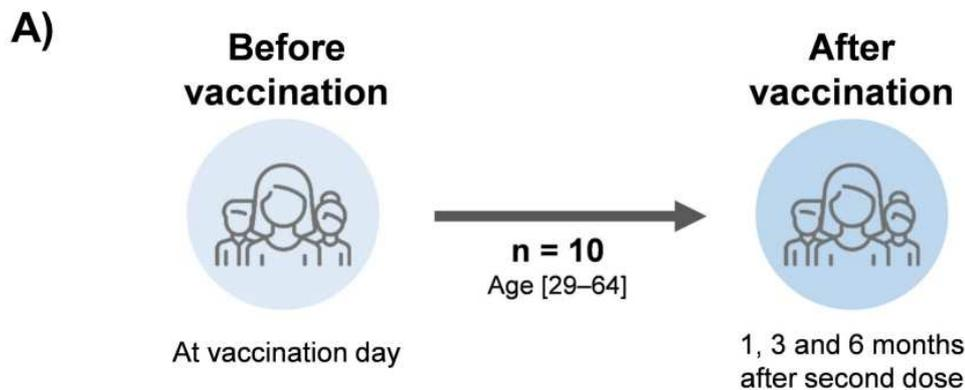 A)
Before
vaccination
After
vaccination
n = 10
Age [29–64]
At vaccination day
1, 3 and 6 months
after second dose